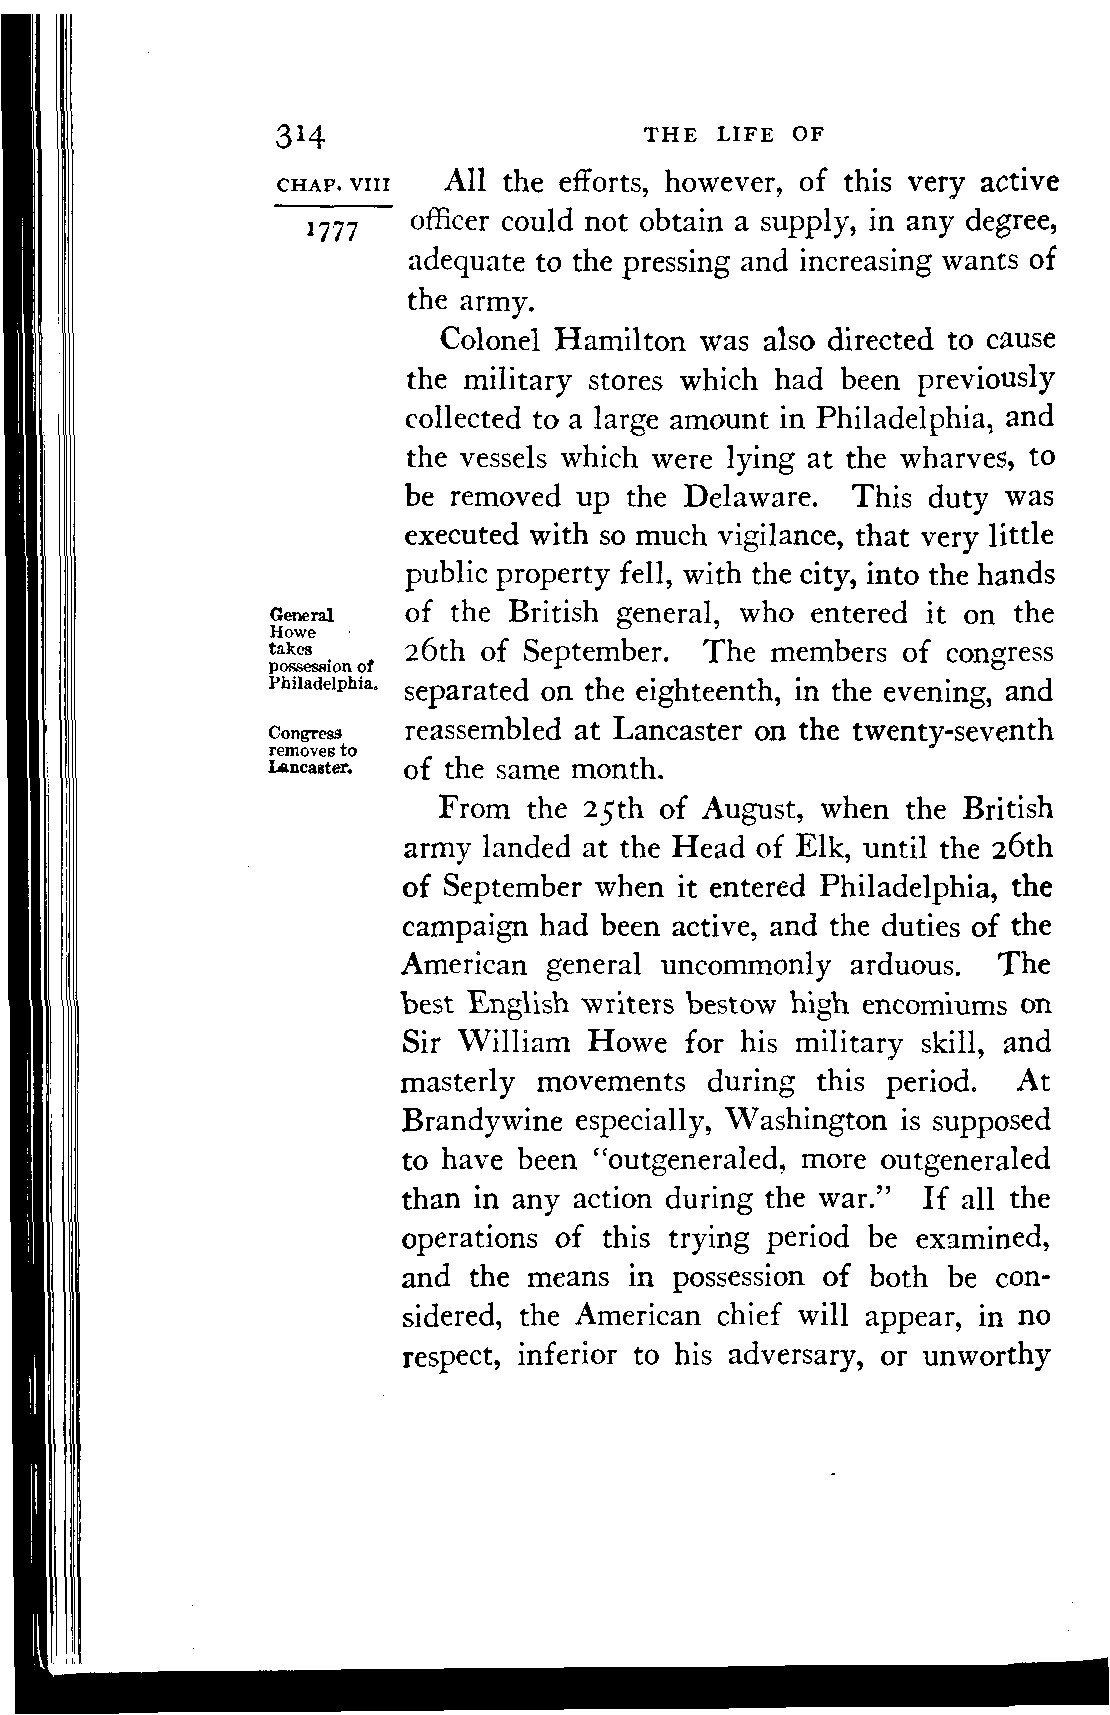 314 THE LIFE OF
CHAP. VIII All the efforts, however, of this very active
1777 officer could not obtain a supply, in any degree,
adequate to the pressing and increasing wants of
the army.
Colonel Hamilton was also directed to cause
the military stores which had been previously
collected to a large amount in Philadelphia, and
the vessels which were lying at the wharves, to
be removed up the Delaware. This duty was
executed with so much vigilance, that very little
public property fell, with the city, into the hands
General
Howe
takes
possession of
Philadelphia.
of the British general, who entered it on the
26th of September. The members of congress
separated on the eighteenth, in the evening, and
Congress
removes to
Lancaster.
reassembled at Lancaster on the twenty-seventh
of the same month.
From the 25th of August, when the British
army landed at the Head of Elk, until the 26th
of September when it entered Philadelphia, the
campaign had been active, and the duties of the
American general uncommonly arduous. The
best English writers bestow high encomiums on
Sir William Howe for his military skill, and
masterly movements during this period. At
Brandywine especially, Washington is supposed
to have been "outgeneraled, more outgeneraled
than in any action during the war." If all the
operations of this trying period be examined,
and the means in possession of both be con-
sidered, the American chief will appear, in no
respect, inferior to his adversary, or unworthy